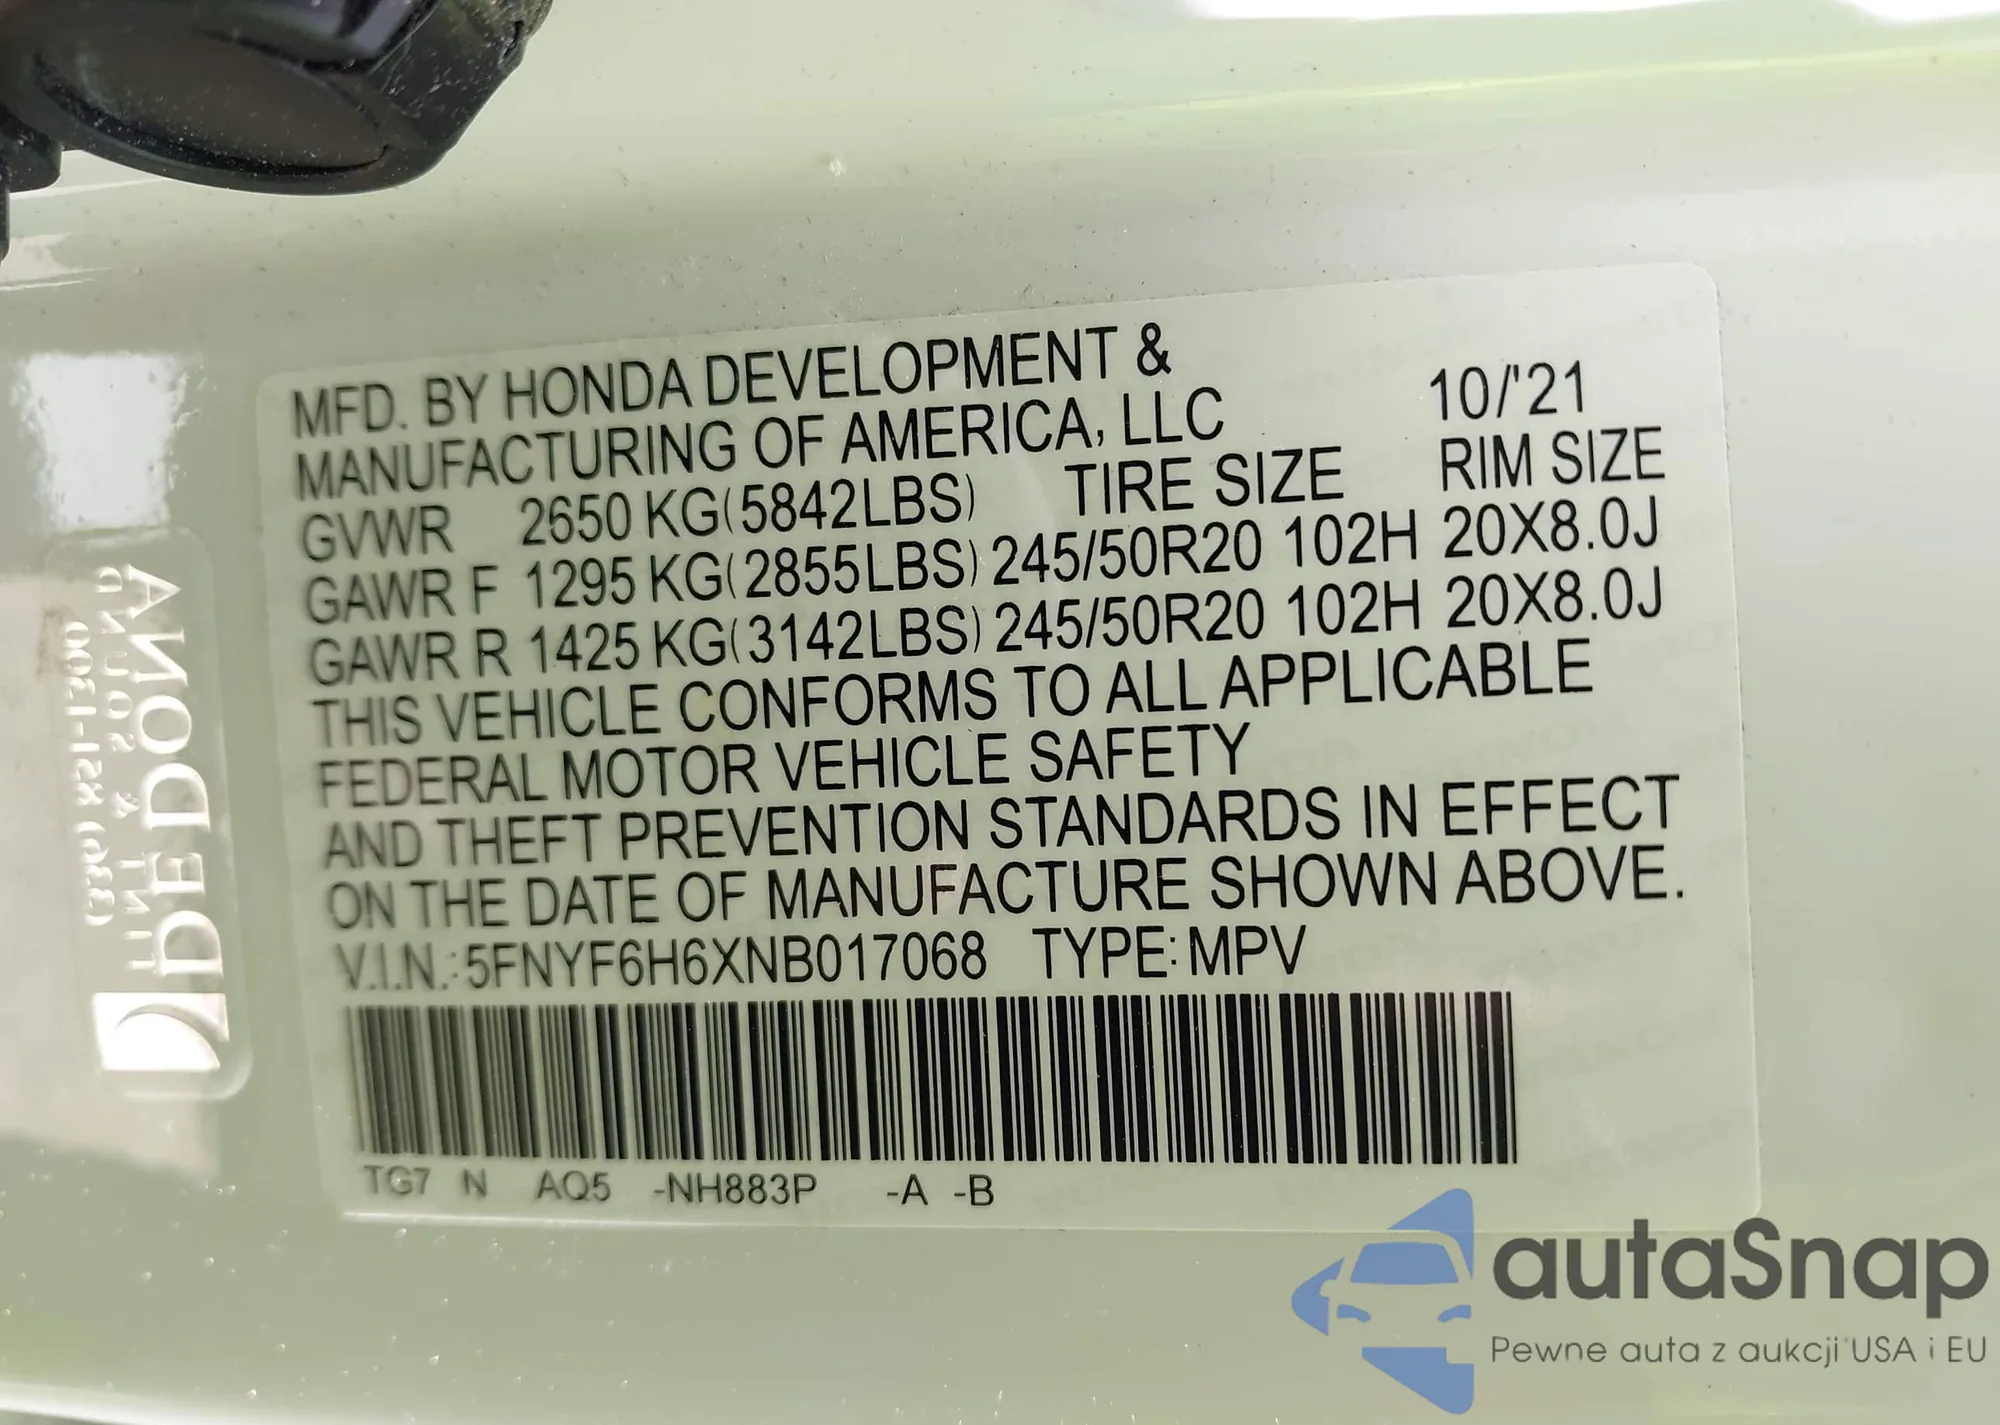 MFD. BY HONDA DEVELOPMENT &
MANUFACTURING OF AMERICA, LLC 10/'21
GVWR 2650 KG(5842LBS) TIRE SIZE RIM SIZE
GAWR F 1295 KG(2855LBS) 245/50R20 102H 20X8.0J
GAWR R 1425 KG(3142LBS) 245/50R20 102H 20X8.0J
THIS VEHICLE CONFORMS TO ALL APPLICABLE
FEDERAL MOTOR VEHICLE SAFETY
AND THEFT PREVENTION STANDARDS IN EFFECT
ON THE DATE OF MANUFACTURE SHOWN ABOVE.
V.I.N.: 5FNYF6H6XNB017068 TYPE: MPV
TG7 N AQ5 -NH883P -A -B
autaSnap
Pewne auta z aukcji USA i EU